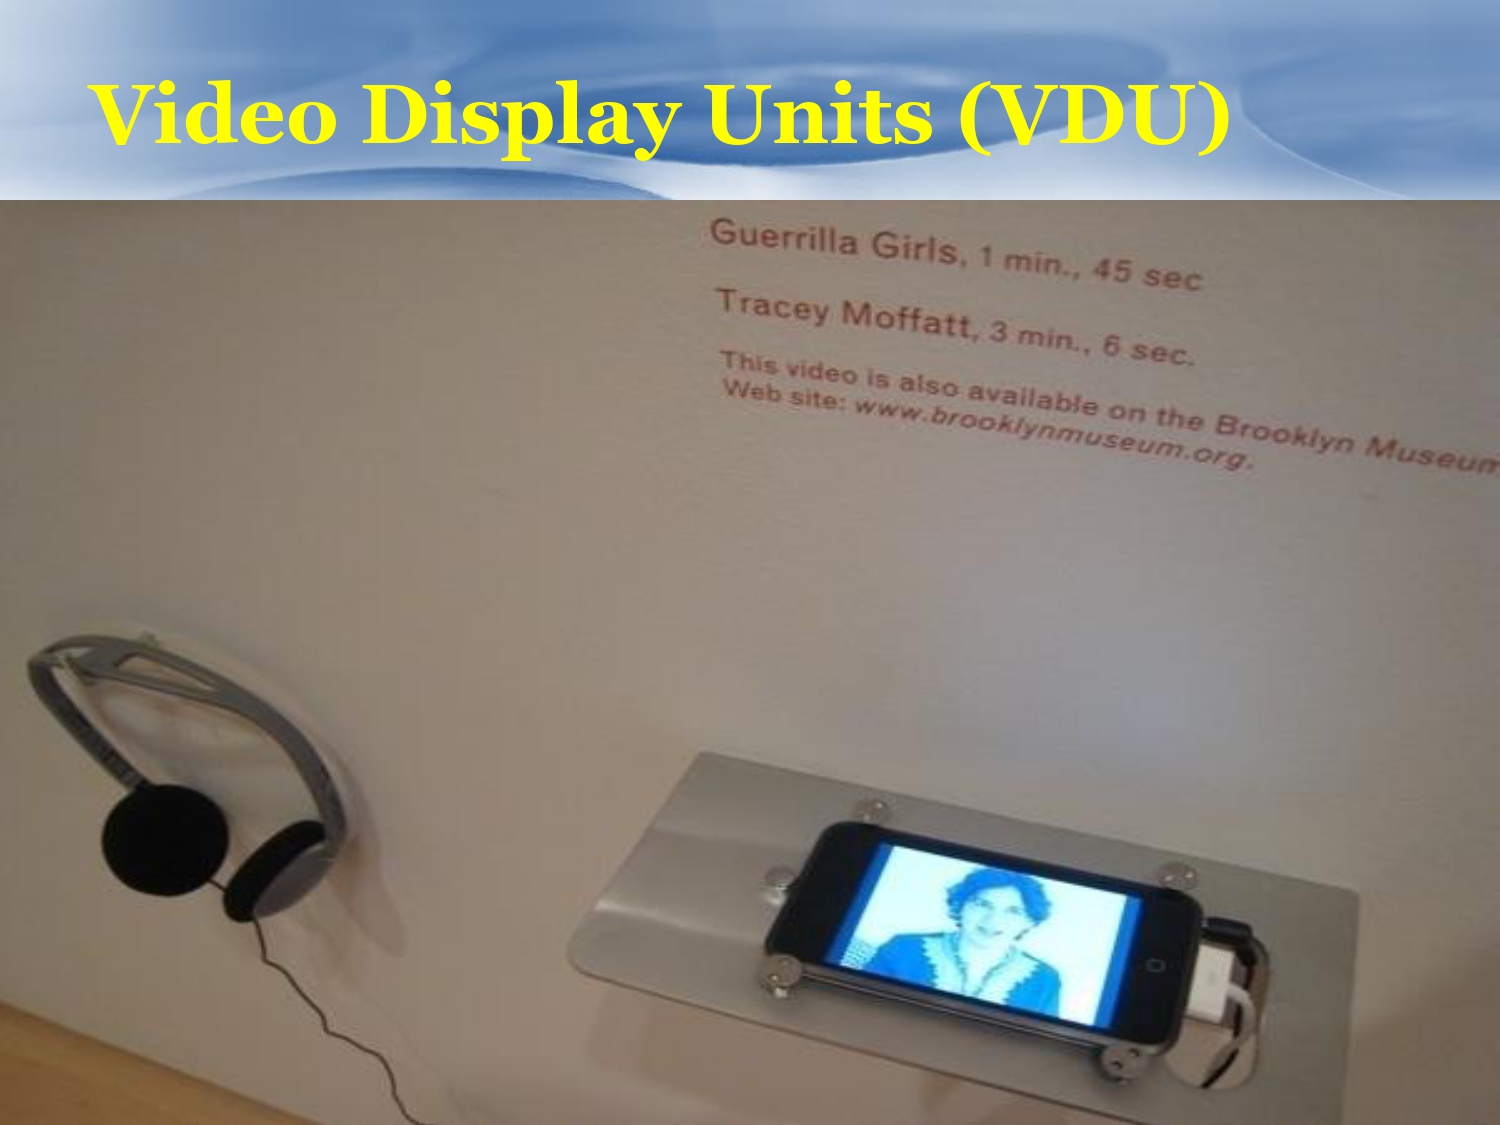 Video Display Units (VDU)
Guerrilla Girls, 1 min., 45 sec
Tracey Moffatt, 3 min., 6 sec.
This video is also available on the Brooklyn Museum
Web site: www.brooklynmuseum.org.